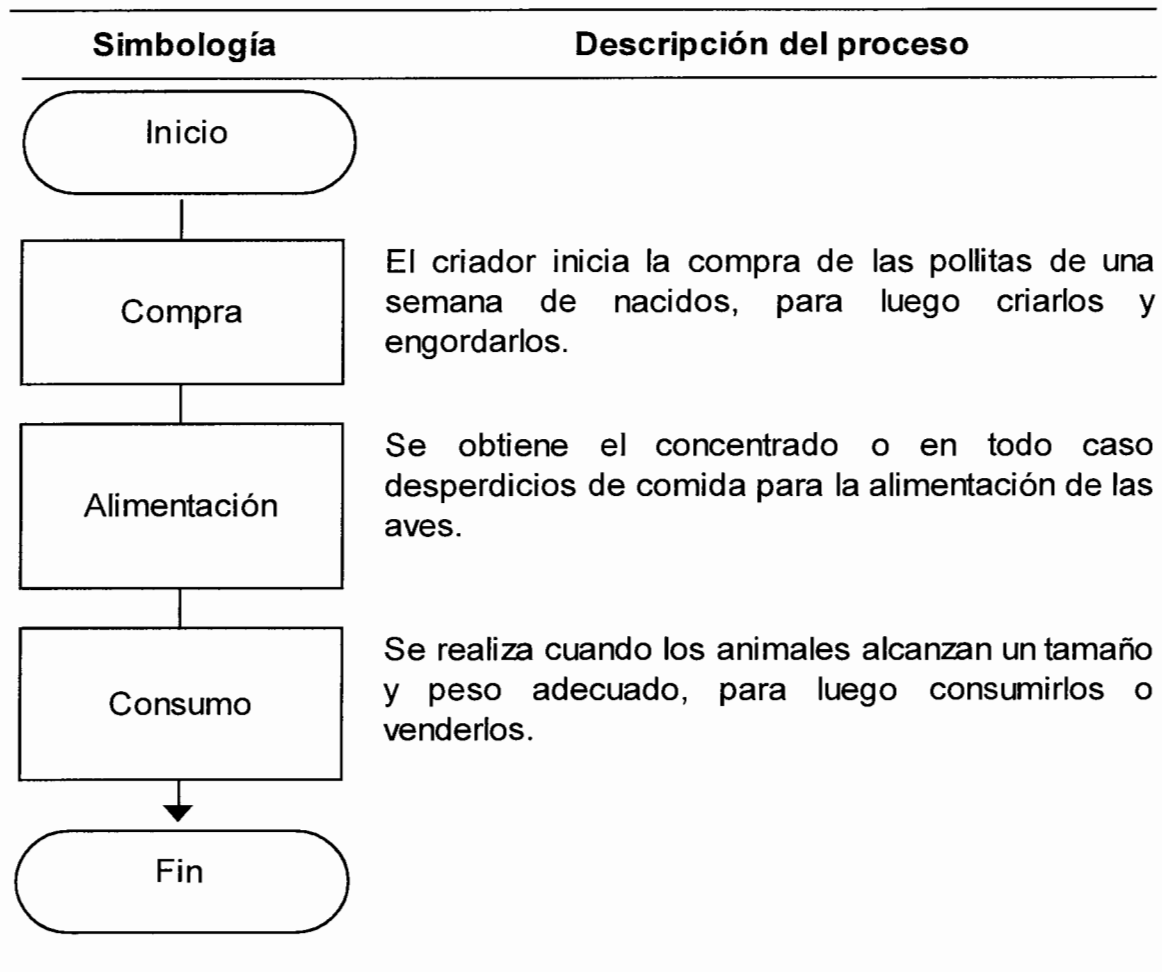 Simbología Descripción del proceso
Inicio
El criador inicia la compra de las pollitas de una
semana de nacidos, para luego criarlos y
engordarlos.
Compra
Se obtiene el concentrado o en todo caso
desperdicios de comida para la alimentación de las
aves.
Alimentación
Se realiza cuando los animales alcanzan un tamaño
y peso adecuado, para luego consumirlos o
venderlos.
Consumo
Fin